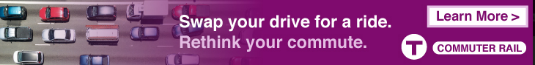 Swap your drive for a ride.
Rethink your commute.
Learn More >
T COMMUTER RAIL